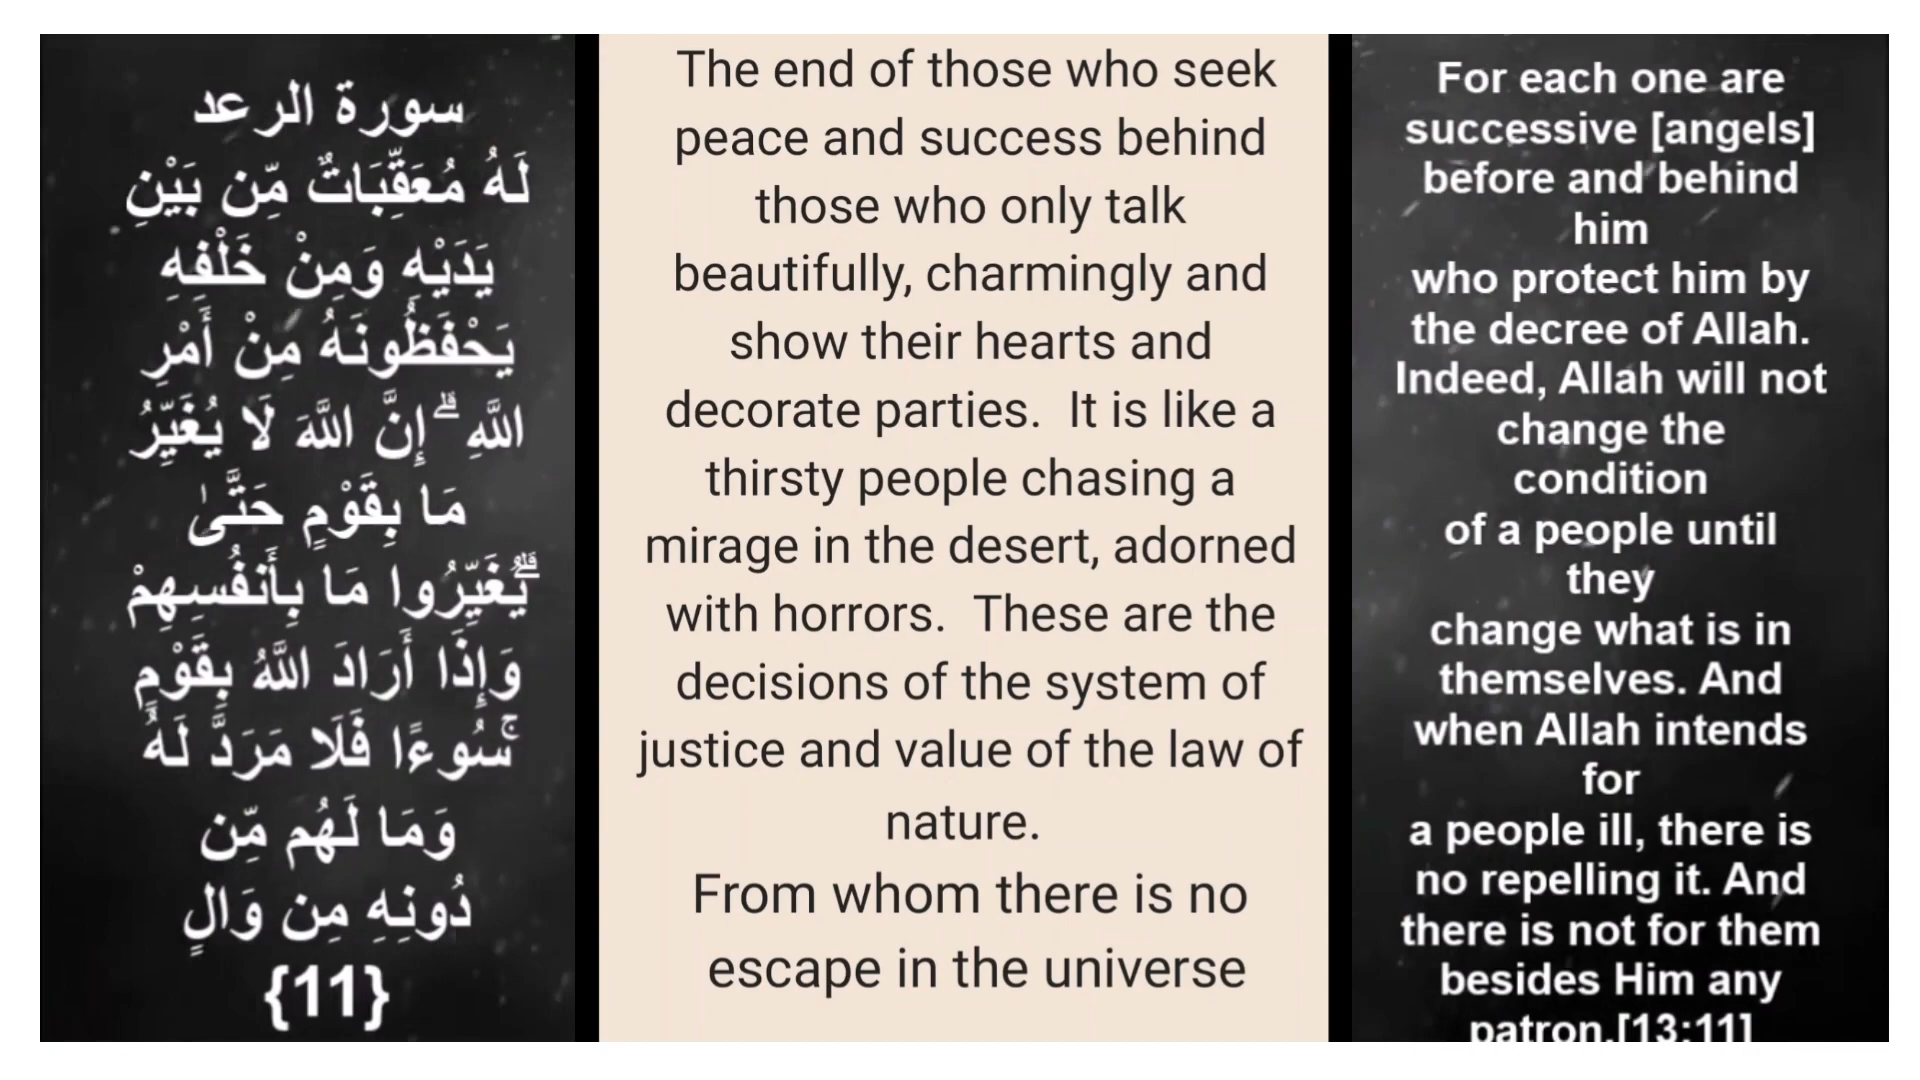 سورة الرعد
لَهُ مُعَقِّبَاتٌ مِّن بَيْنِ
يَدَيْهِ وَمِنْ خَلْفِهِ
يَحْفَظُونَهُ مِنْ أَمْرِ
اللَّهِ ۗ إِنَّ اللَّهَ لَا يُغَيِّرُ
مَا بِقَوْمٍ حَتَّىٰ
يُغَيِّرُوا مَا بِأَنفُسِهِمْ ۗ
وَإِذَا أَرَادَ اللَّهُ بِقَوْمٍ
سُوءًا فَلَا مَرَدَّ لَهُ ۚ
وَمَا لَهُم مِّن
دُونِهِ مِن وَالٍ
{11}
The end of those who seek
peace and success behind
those who only talk
beautifully, charmingly and
show their hearts and
decorate parties.  It is like a
thirsty people chasing a
mirage in the desert, adorned
with horrors.  These are the
decisions of the system of
justice and value of the law of
nature.
From whom there is no
escape in the universe
For each one are
successive [angels]
before and behind
him
who protect him by
the decree of Allah.
Indeed, Allah will not
change the
condition
of a people until
they
change what is in
themselves. And
when Allah intends
for
a people ill, there is
no repelling it. And
there is not for them
besides Him any
patron.[13:11]